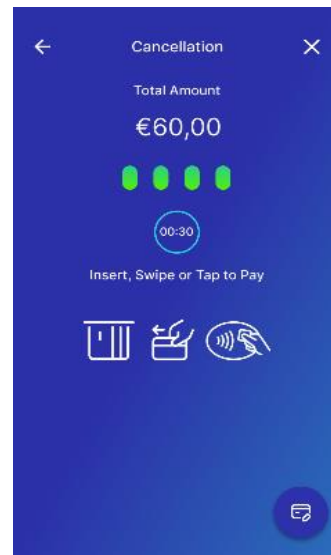 Cancellation
Total Amount
€60,00
00:30
Insert, Swipe or Tap to Pay